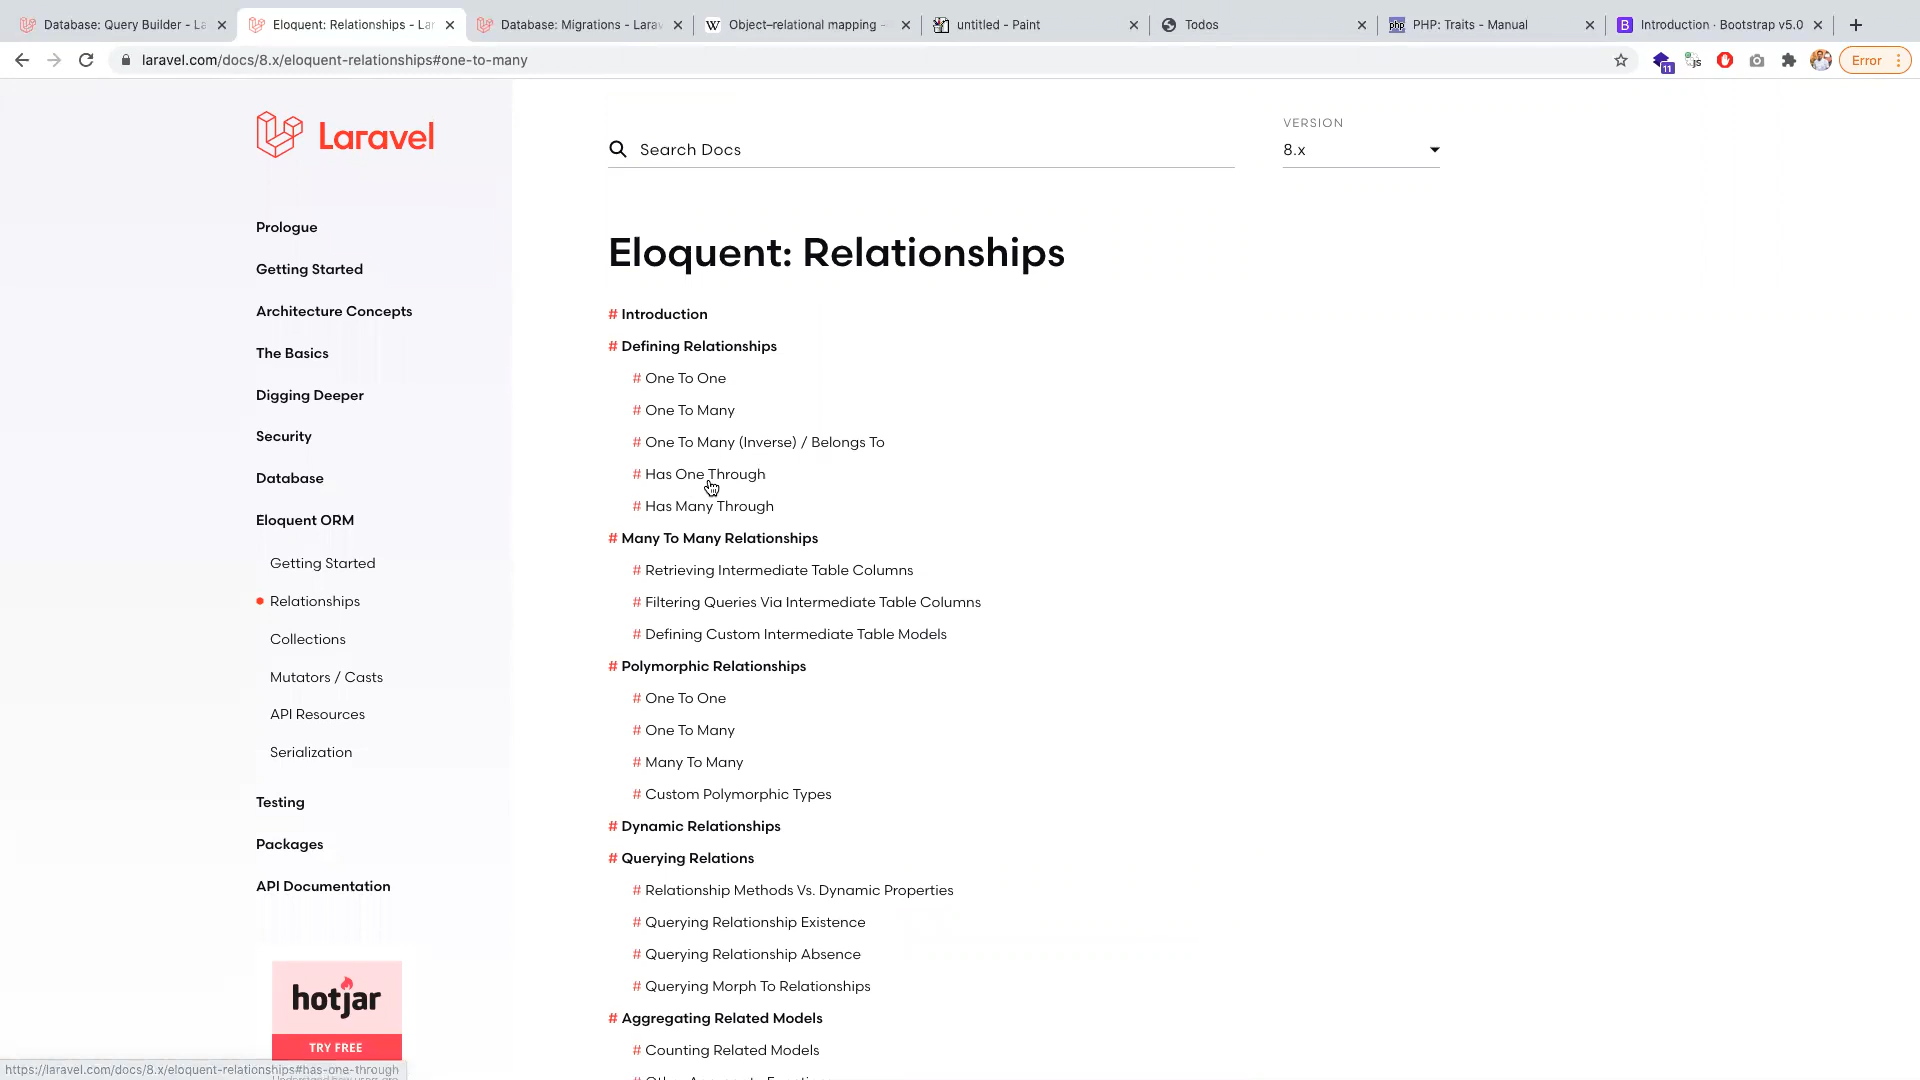 Database: Query Builder - La
Eloquent: Relationships - Lar
Database: Migrations - Larav
Object–relational mapping -
untitled - Paint
Todos
PHP: Traits - Manual
Introduction · Bootstrap v5.0
laravel.com/docs/8.x/eloquent-relationships#one-to-many
11
JS
Error
Laravel
Search Docs
VERSION
8.x
Prologue
Getting Started
Architecture Concepts
The Basics
Digging Deeper
Security
Database
Eloquent ORM
Getting Started
Relationships
Collections
Mutators / Casts
API Resources
Serialization
Testing
Packages
API Documentation
hotjar
TRY FREE
Eloquent: Relationships
# Introduction
# Defining Relationships
# One To One
# One To Many
# One To Many (Inverse) / Belongs To
# Has One Through
# Has Many Through
# Many To Many Relationships
# Retrieving Intermediate Table Columns
# Filtering Queries Via Intermediate Table Columns
# Defining Custom Intermediate Table Models
# Polymorphic Relationships
# One To One
# One To Many
# Many To Many
# Custom Polymorphic Types
# Dynamic Relationships
# Querying Relations
# Relationship Methods Vs. Dynamic Properties
# Querying Relationship Existence
# Querying Relationship Absence
# Querying Morph To Relationships
# Aggregating Related Models
# Counting Related Models
https://laravel.com/docs/8.x/eloquent-relationships#has-one-through